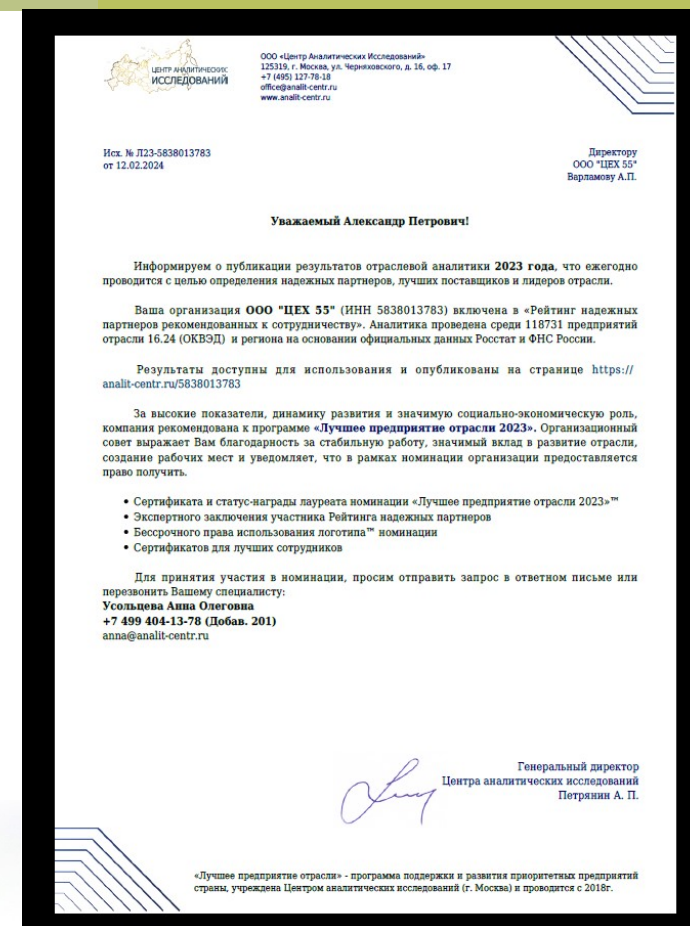 ЦЕНТР АНАЛИТИЧЕСКИХ
ИССЛЕДОВАНИЙ
ООО «Центр Аналитических Исследований»
125319, г. Москва, ул. Черняховского, д. 16, оф. 17
+7 (495) 127-78-18
office@analit-centr.ru
www.analit-centr.ru
Исх. № Л23-5838013783
от 12.02.2024
Директору
ООО "ЦЕХ 55"
Варламову А.П.
Уважаемый Александр Петрович!
Информируем о публикации результатов отраслевой аналитики 2023 года, что ежегодно
проводится с целью определения надежных партнеров, лучших поставщиков и лидеров отрасли.
Ваша организация ООО "ЦЕХ 55" (ИНН 5838013783) включена в «Рейтинг надежных
партнеров рекомендованных к сотрудничеству». Аналитика проведена среди 118731 предприятий
отрасли 16.24 (ОКВЭД) и региона на основании официальных данных Росстат и ФНС России.
Результаты доступны для использования и опубликованы на странице https://
analit-centr.ru/5838013783
За высокие показатели, динамику развития и значимую социально-экономическую роль,
компания рекомендована к программе «Лучшее предприятие отрасли 2023». Организационный
совет выражает Вам благодарность за стабильную работу, значимый вклад в развитие отрасли,
создание рабочих мест и уведомляет, что в рамках номинации организации предоставляется
право получить.
• Сертификата и статус-награды лауреата номинации «Лучшее предприятие отрасли 2023»™
• Экспертного заключения участника Рейтинга надежных партнеров
• Бессрочного права использования логотипа™ номинации
• Сертификатов для лучших сотрудников
Для принятия участия в номинации, просим отправить запрос в ответном письме или
перезвонить Вашему специалисту:
Усольцева Анна Олеговна
+7 499 404-13-78 (Добав. 201)
anna@analit-centr.ru
Генеральный директор
Центра аналитических исследований
Петрянин А. П.
«Лучшее предприятие отрасли» - программа поддержки и развития приоритетных предприятий
страны, учреждена Центром аналитических исследований (г. Москва) и проводится с 2018г.